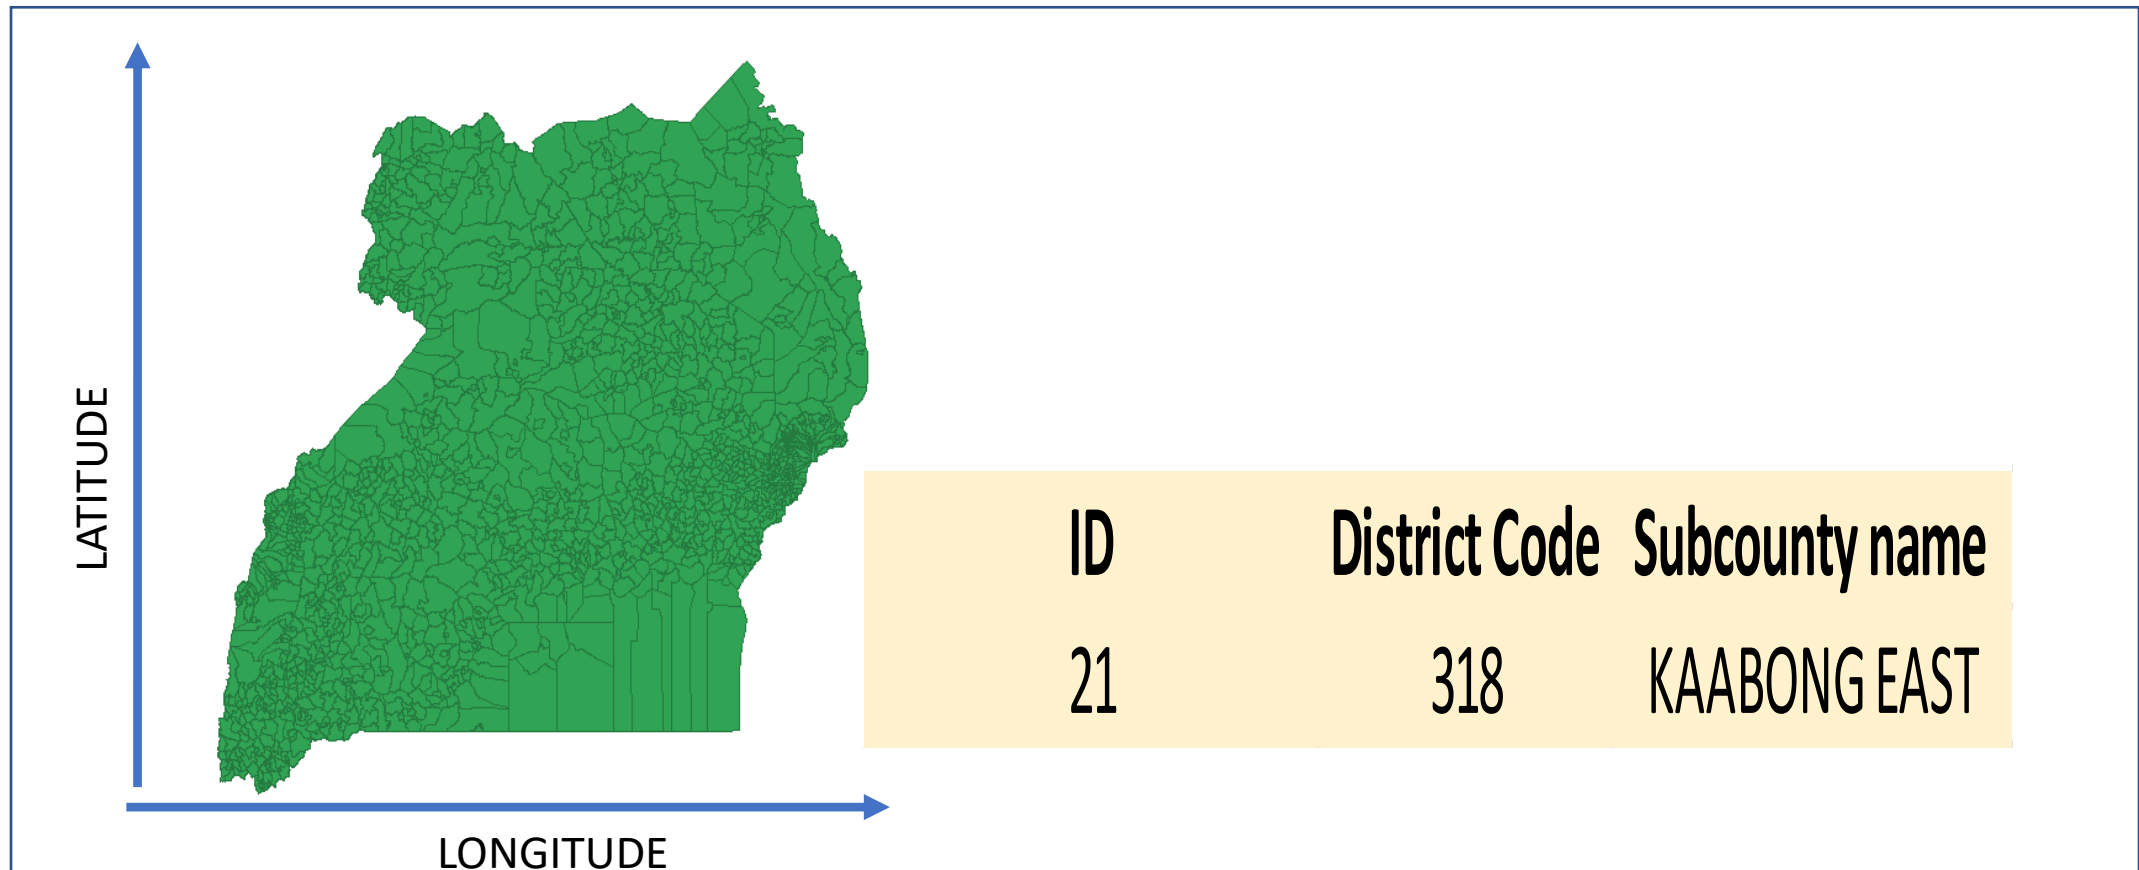 LATITUDE
ID District Code Subcounty name
21 318 KAABONG EAST
LONGITUDE